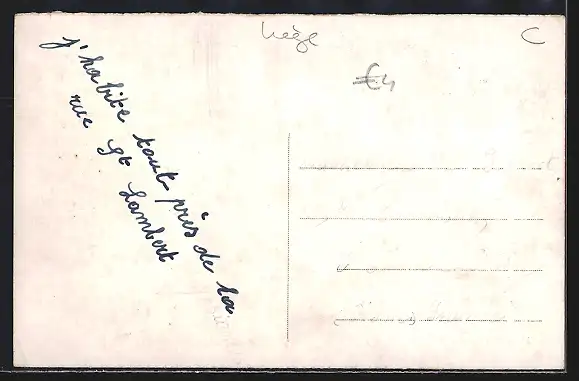 Liège
C
€4
j'habite tout près de la
rue St Lambert